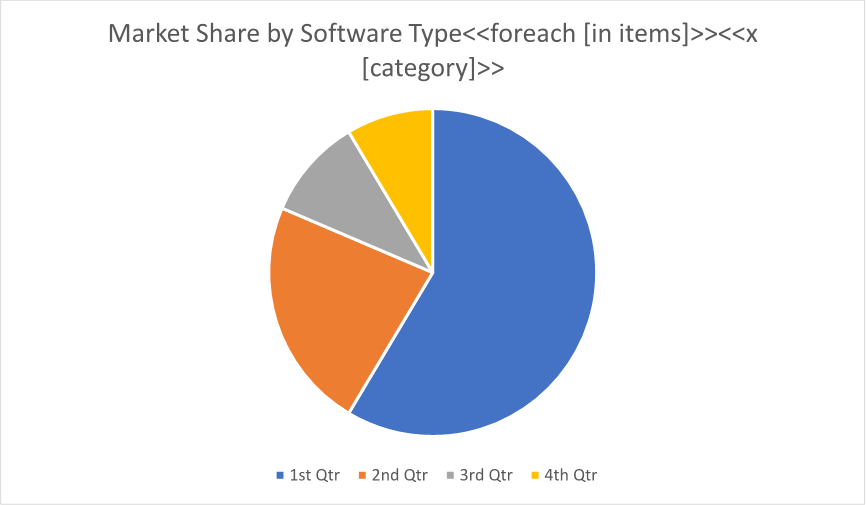 Market Share by Software Type<<foreach [in items]>><<x
[category]>>
1st Qtr 2nd Qtr 3rd Qtr 4th Qtr